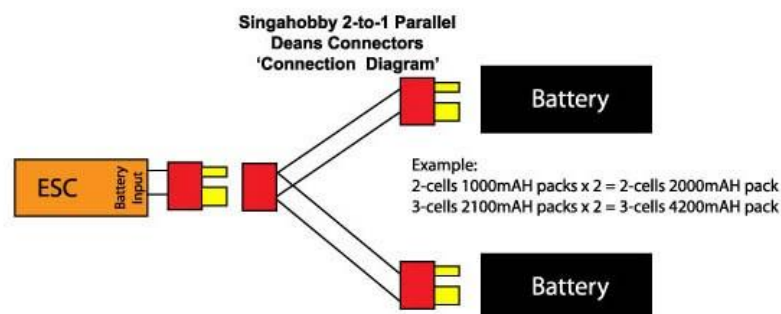 Singahobby 2-to-1 Parallel
Deans Connectors
'Connection Diagram'
Battery
ESC
Battery
Input
Example:
2-cells 1000mAH packs x 2 = 2-cells 2000mAH pack
3-cells 2100mAH packs x 2 = 3-cells 4200mAH pack
Battery